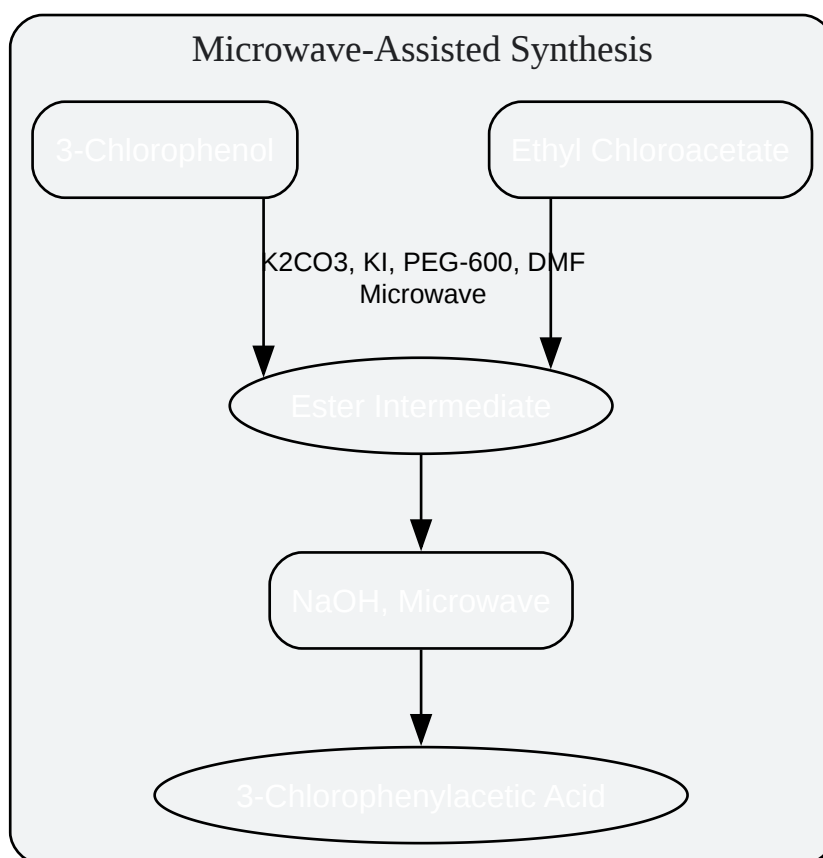 Microwave-Assisted Synthesis
3-Chlorophenol
Ethyl Chloroacetate
K2CO3, KI, PEG-600, DMF
Microwave
Ester Intermediate
NaOH, Microwave
3-Chlorophenylacetic Acid